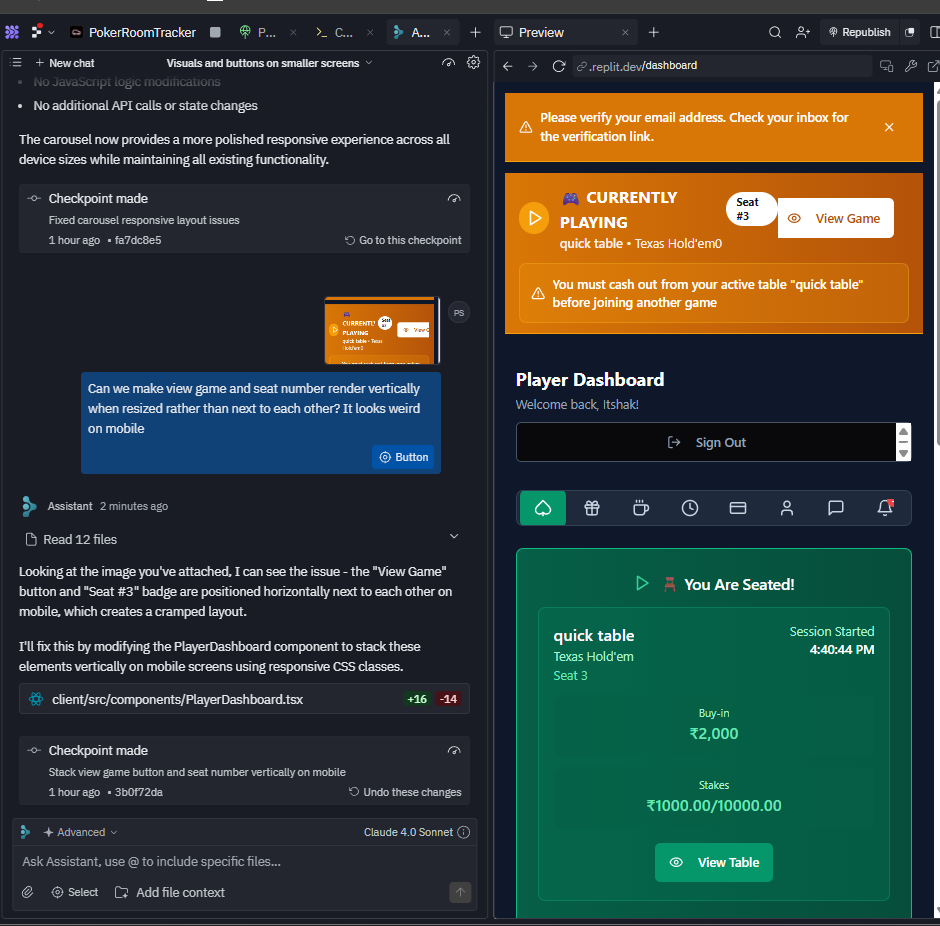 PokerRoomTracker
P...
C...
A...
Preview
Republish
New chat
Visuals and buttons on smaller screens
.replit.dev/dashboard
• No JavaScript logic modifications
• No additional API calls or state changes
The carousel now provides a more polished responsive experience across all
device sizes while maintaining all existing functionality.
Checkpoint made
Fixed carousel responsive layout issues
1 hour ago • fa7dc8e5
Go to this checkpoint
CURRENTLY
PLAYING
quick table • Texas
Hold'em0
Seat
#3
PS
Can we make view game and seat number render vertically
when resized rather than next to each other? It looks weird
on mobile
Button
Assistant 2 minutes ago
Read 12 files
Looking at the image you've attached, I can see the issue - the "View Game"
button and "Seat #3" badge are positioned horizontally next to each other on
mobile, which creates a cramped layout.
I'll fix this by modifying the PlayerDashboard component to stack these
elements vertically on mobile screens using responsive CSS classes.
client/src/components/PlayerDashboard.tsx +16 -14
Checkpoint made
Stack view game button and seat number vertically on mobile
1 hour ago • 3b0f72da
Undo these changes
Advanced
Claude 4.0 Sonnet
Ask Assistant, use @ to include specific files...
Select
Add file context
Please verify your email address. Check your inbox for
the verification link.
CURRENTLY
PLAYING
quick table • Texas Hold'em0
Seat
#3
View Game
You must cash out from your active table "quick table"
before joining another game
Player Dashboard
Welcome back, Itshak!
Sign Out
You Are Seated!
quick table
Texas Hold'em
Seat 3
Session Started
4:40:44 PM
Buy-in
₹2,000
Stakes
₹1000.00/10000.00
View Table